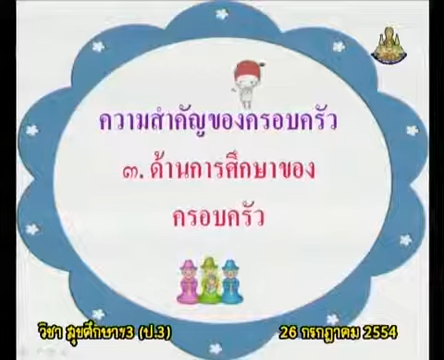 ความสำคัญของครอบครัว
๓. ด้านการศึกษาของ
ครอบครัว
วิชา สุขศึกษาฯ3 (ป.3)
26 กรกฎาคม 2554